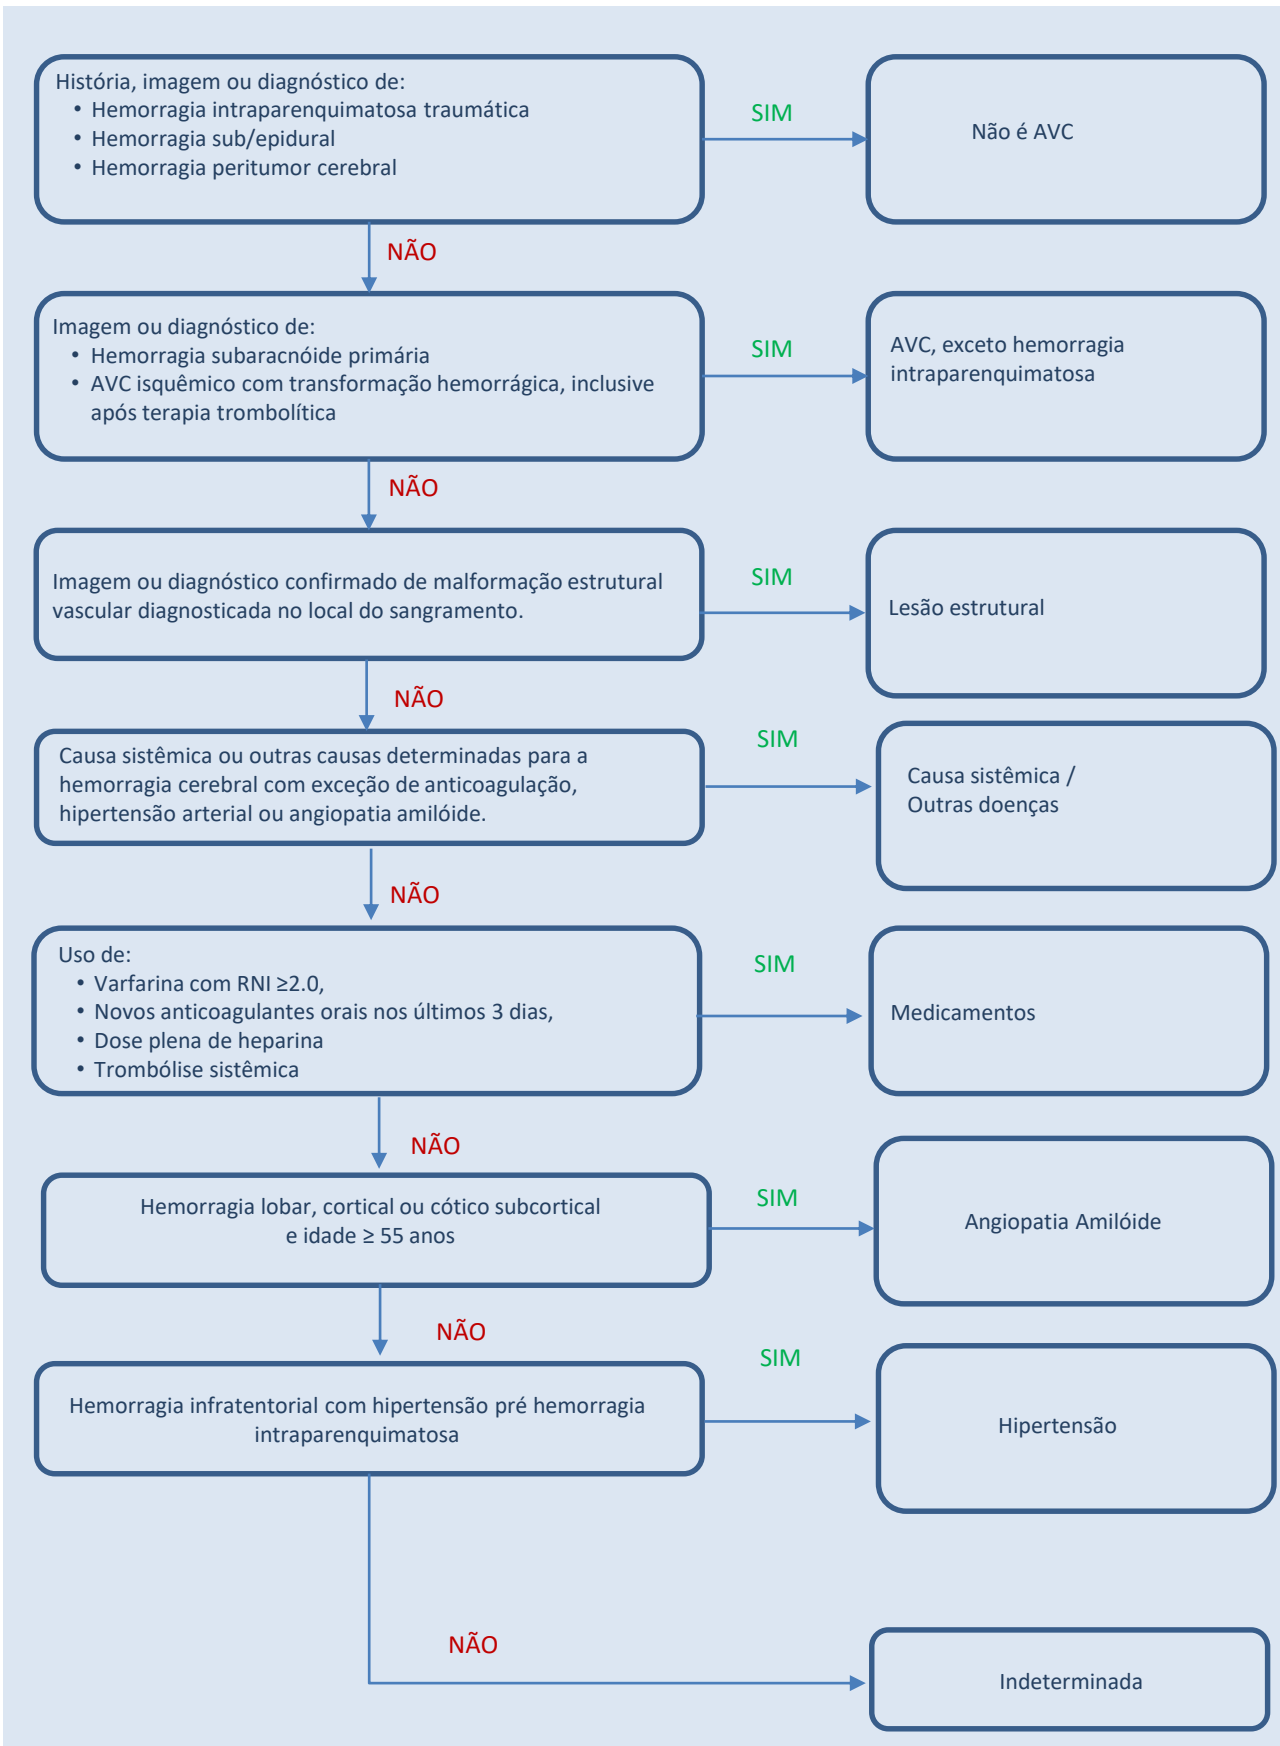 História, imagem ou diagnóstico de:
• Hemorragia intraparenquimatosa traumática
• Hemorragia sub/epidural
• Hemorragia peritumor cerebral
SIM
Não é AVC
NÃO
Imagem ou diagnóstico de:
• Hemorragia subaracnóide primária
• AVC isquêmico com transformação hemorrágica, inclusive
após terapia trombolítica
SIM
AVC, exceto hemorragia
intraparenquimatosa
NÃO
Imagem ou diagnóstico confirmado de malformação estrutural
vascular diagnosticada no local do sangramento.
SIM
Lesão estrutural
NÃO
Causa sistêmica ou outras causas determinadas para a
hemorragia cerebral com exceção de anticoagulação,
hipertensão arterial ou angiopatia amilóide.
SIM
Causa sistêmica /
Outras doenças
NÃO
Uso de:
• Varfarina com RNI ≥2.0,
• Novos anticoagulantes orais nos últimos 3 dias,
• Dose plena de heparina
• Trombólise sistêmica
SIM
Medicamentos
NÃO
Hemorragia lobar, cortical ou cótico subcortical
e idade ≥ 55 anos
SIM
Angiopatia Amilóide
NÃO
Hemorragia infratentorial com hipertensão pré hemorragia
intraparenquimatosa
SIM
Hipertensão
NÃO
Indeterminada